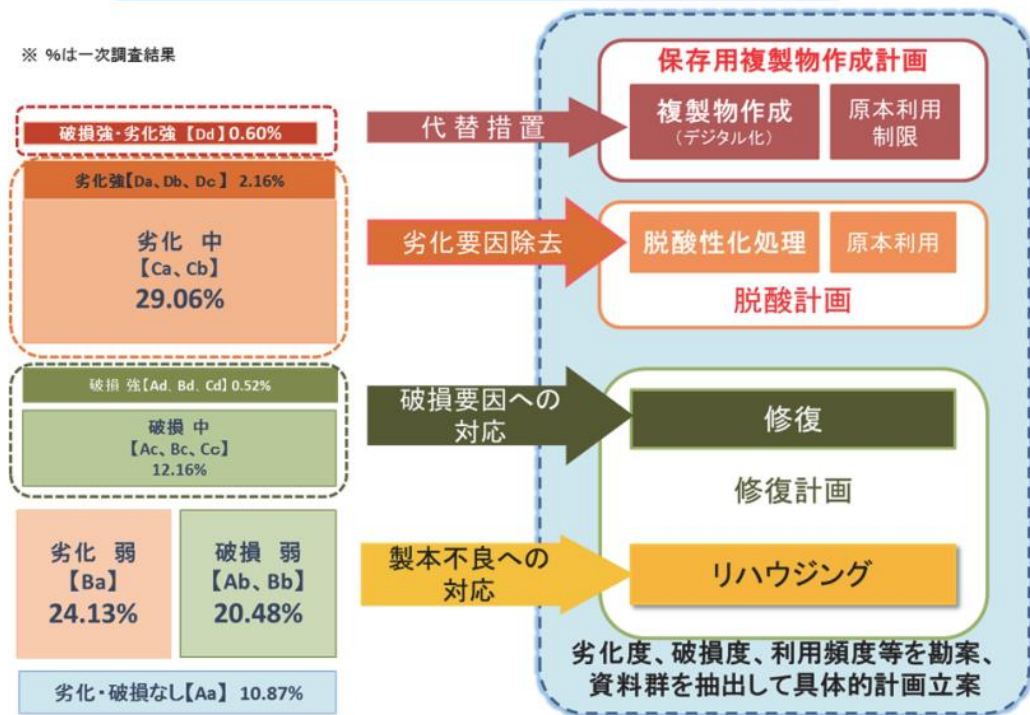 ※ %は一次調査結果
破損強・劣化強 【Dd】0.60%
劣化強【Da、Db、Dc】 2.16%
劣化 中
【Ca、Cb】
29.06%
破損 強【Ad、Bd、Cd】0.52%
破損 中
【Ac、Bc、Cc】
12.16%
劣化 弱
【Ba】
24.13%
破損 弱
【Ab、Bb】
20.48%
劣化・破損なし【Aa】 10.87%
代替措置
劣化要因除去
破損要因への
対応
製本不良への
対応
保存用複製物作成計画
複製物作成
(デジタル化)
原本利用
制限
脱酸性化処理
原本利用
脱酸計画
修復
修復計画
リハウジング
劣化度、破損度、利用頻度等を勘案、
資料群を抽出して具体的計画立案